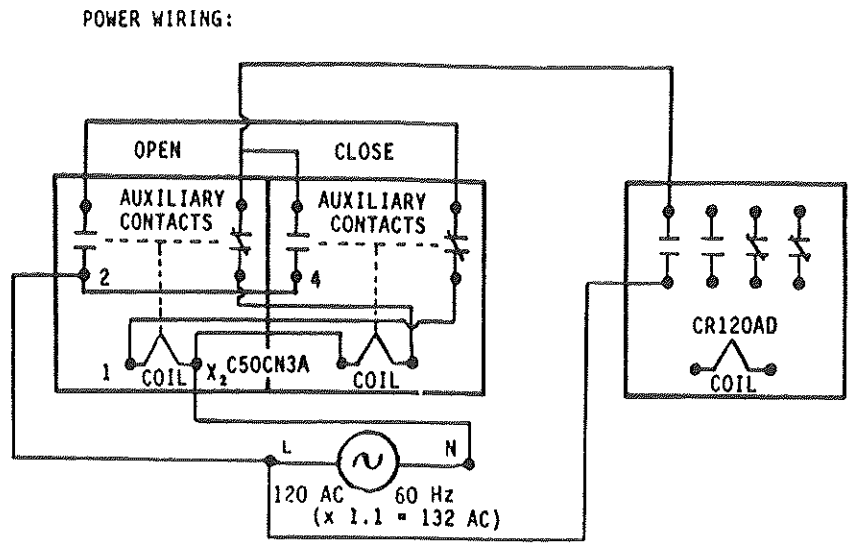 POWER WIRING:
OPEN
CLOSE
AUXILIARY
CONTACTS
AUXILIARY
CONTACTS
2
4
CR120AD
COIL
1
COIL
X₂
C50CN3A
COIL
L
N
120 AC
60 Hz
(x 1.1 = 132 AC)